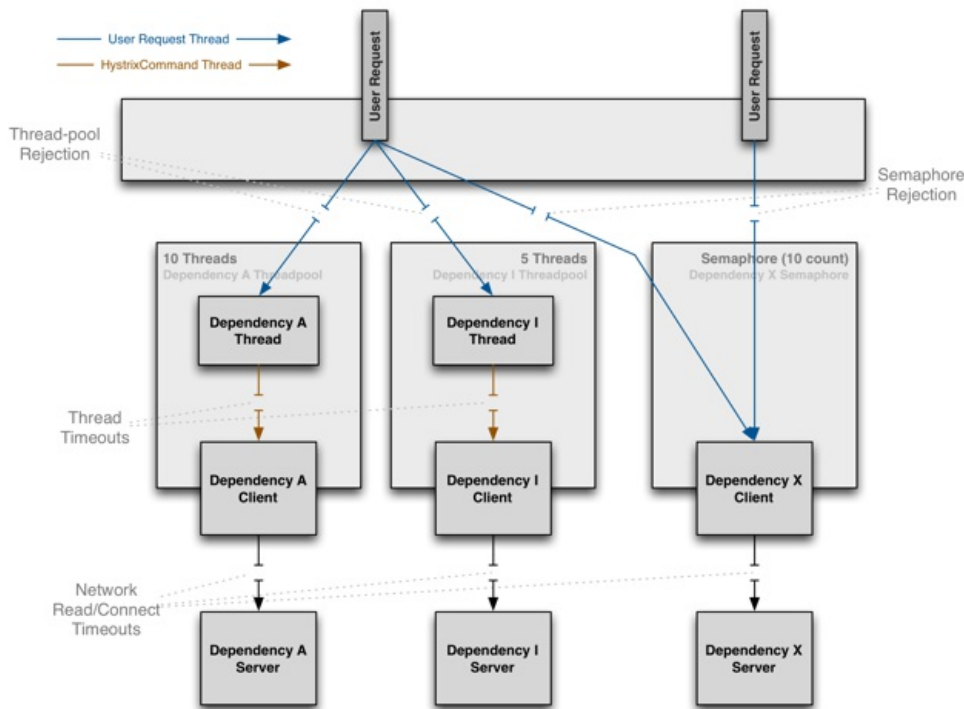 User Request Thread
HystrixCommand Thread
User Request
User Request
Thread-pool
Rejection
Semaphore
Rejection
10 Threads
Dependency A Threadpool
5 Threads
Dependency I Threadpool
Semaphore (10 count)
Dependency X Semaphore
Dependency A
Thread
Dependency I
Thread
Thread
Timeouts
Dependency A
Client
Dependency I
Client
Dependency X
Client
Network
Read/Connect
Timeouts
Dependency A
Server
Dependency I
Server
Dependency X
Server